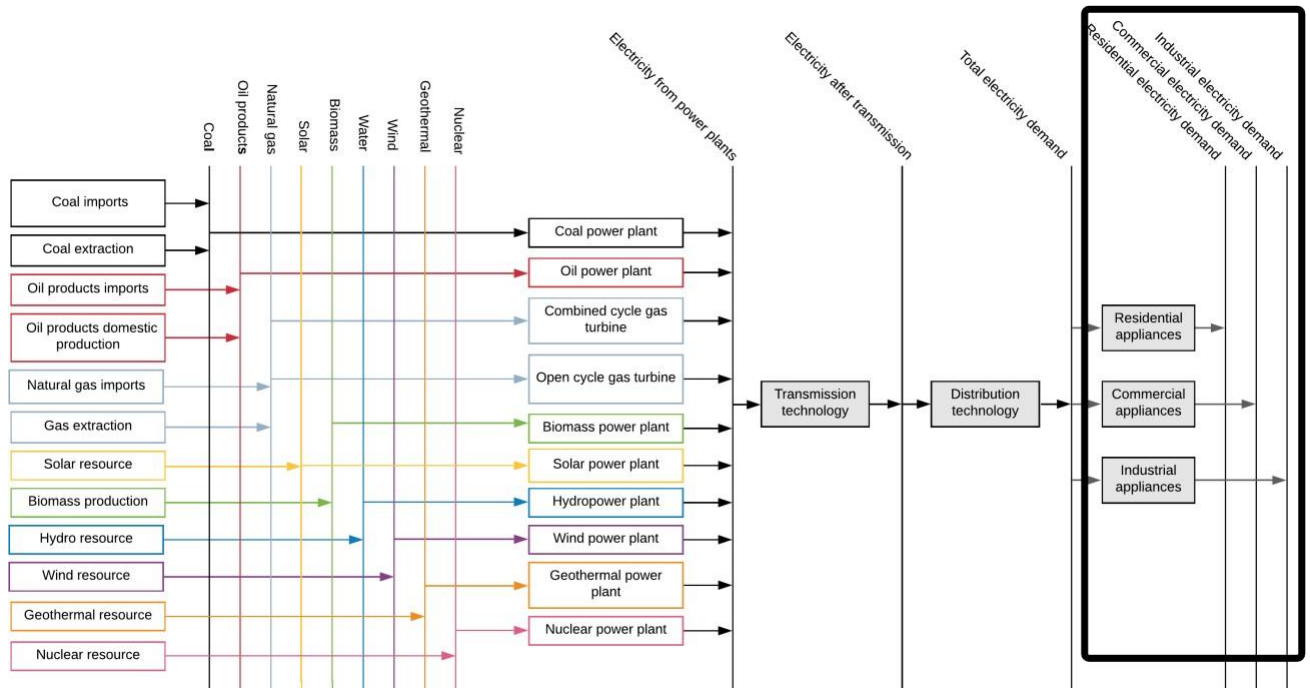 Coal
Oil products
Natural gas
Solar
Biomass
Water
Wind
Geothermal
Nuclear
Electricity from power plants
Electricity after transmission
Total electricity demand
Residential electricity demand
Commercial electricity demand
Industrial electricity demand
Coal imports
Coal extraction
Oil products imports
Oil products domestic
production
Natural gas imports
Gas extraction
Solar resource
Biomass production
Hydro resource
Wind resource
Geothermal resource
Nuclear resource
Coal power plant
Oil power plant
Combined cycle gas
turbine
Open cycle gas turbine
Biomass power plant
Solar power plant
Hydropower plant
Wind power plant
Geothermal power
plant
Nuclear power plant
Transmission
technology
Distribution
technology
Residential
appliances
Commercial
appliances
Industrial
appliances